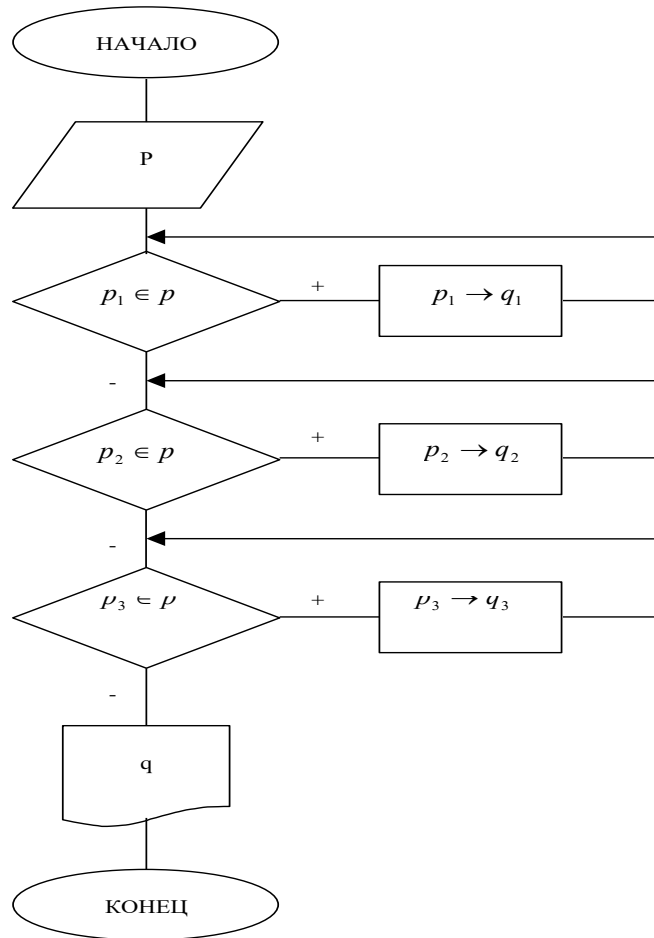 НАЧАЛО
P
p₁ ∈ p
+
p₁ → q₁
-
p₂ ∈ p
+
p₂ → q₂
-
p₃ ∈ p
+
p₃ → q₃
-
q
КОНЕЦ